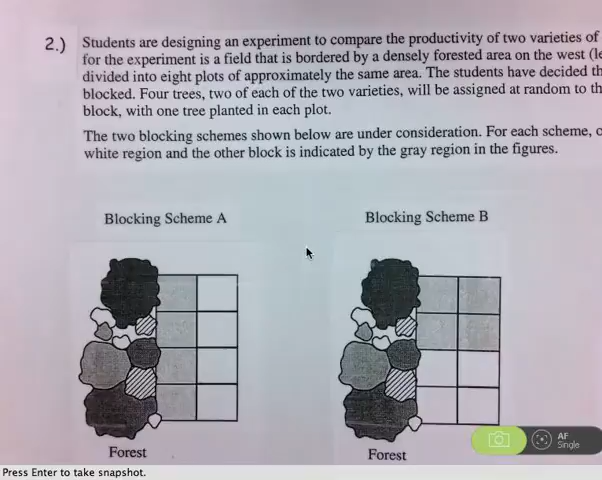 2.) Students are designing an experiment to compare the productivity of two varieties of
for the experiment is a field that is bordered by a densely forested area on the west (le
divided into eight plots of approximately the same area. The students have decided th
blocked. Four trees, two of each of the two varieties, will be assigned at random to th
block, with one tree planted in each plot.
The two blocking schemes shown below are under consideration. For each scheme, o
white region and the other block is indicated by the gray region in the figures.
Blocking Scheme A
Blocking Scheme B
Forest
Forest
AF
Single
Press Enter to take snapshot.